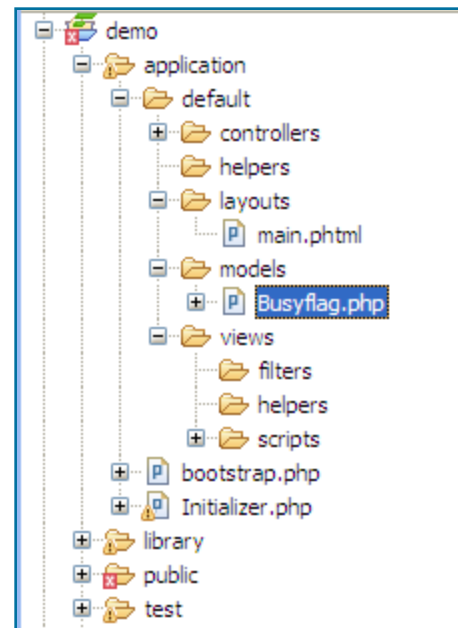 demo
application
default
controllers
helpers
layouts
main.phtml
models
Busyflag.php
views
filters
helpers
scripts
bootstrap.php
Initializer.php
library
public
test